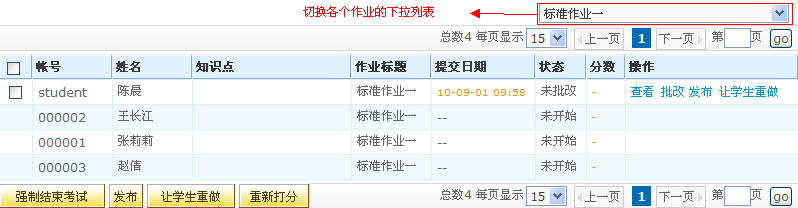 切换各个作业的下拉列表 标准作业一
总数4 每页显示 15 上一页 1 下一页 第 页 go
帐号 姓名 知识点 作业标题 提交日期 状态 分数 操作
student 陈晨 标准作业一 10-09-01 09:58 未批改 - 查看 批改 发布 让学生重做
000002 王长江 标准作业一 -- 未开始 -
000001 张莉莉 标准作业一 -- 未开始 -
000003 赵倩 标准作业一 -- 未开始 -
强制结束考试 发布 让学生重做 重新打分 总数4 每页显示 15 上一页 1 下一页 第 页 go